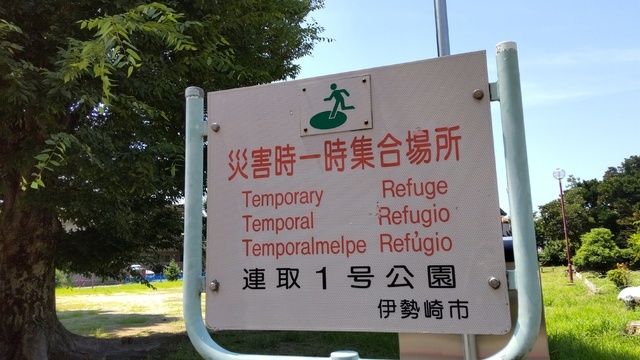 災害時一時集合場所
Temporary Refuge
Temporal Refugio
Temporalmelpe Refúgio
連取1号公園
伊勢崎市